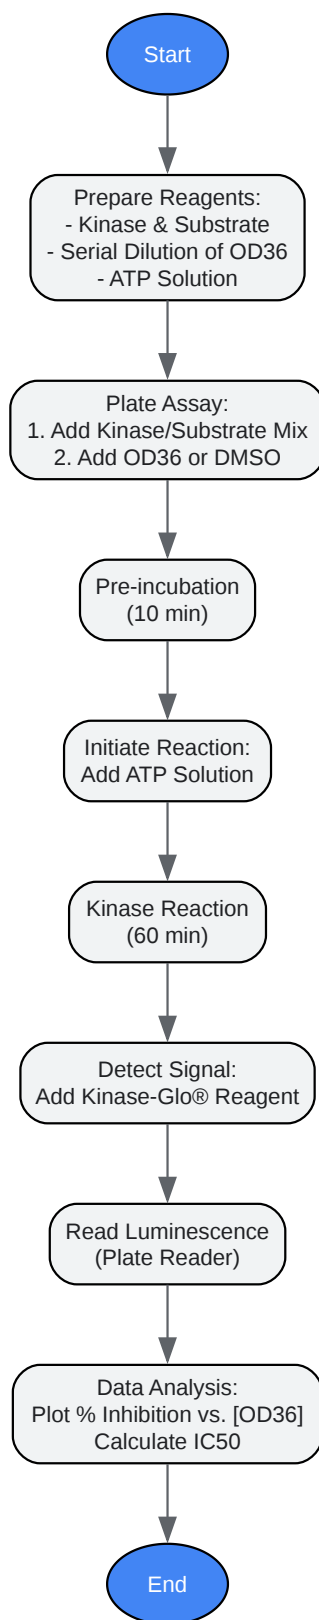 Start
Prepare Reagents:
- Kinase & Substrate
- Serial Dilution of OD36
- ATP Solution
Plate Assay:
1. Add Kinase/Substrate Mix
2. Add OD36 or DMSO
Pre-incubation
(10 min)
Initiate Reaction:
Add ATP Solution
Kinase Reaction
(60 min)
Detect Signal:
Add Kinase-Glo® Reagent
Read Luminescence
(Plate Reader)
Data Analysis:
Plot % Inhibition vs. [OD36]
Calculate IC50
End